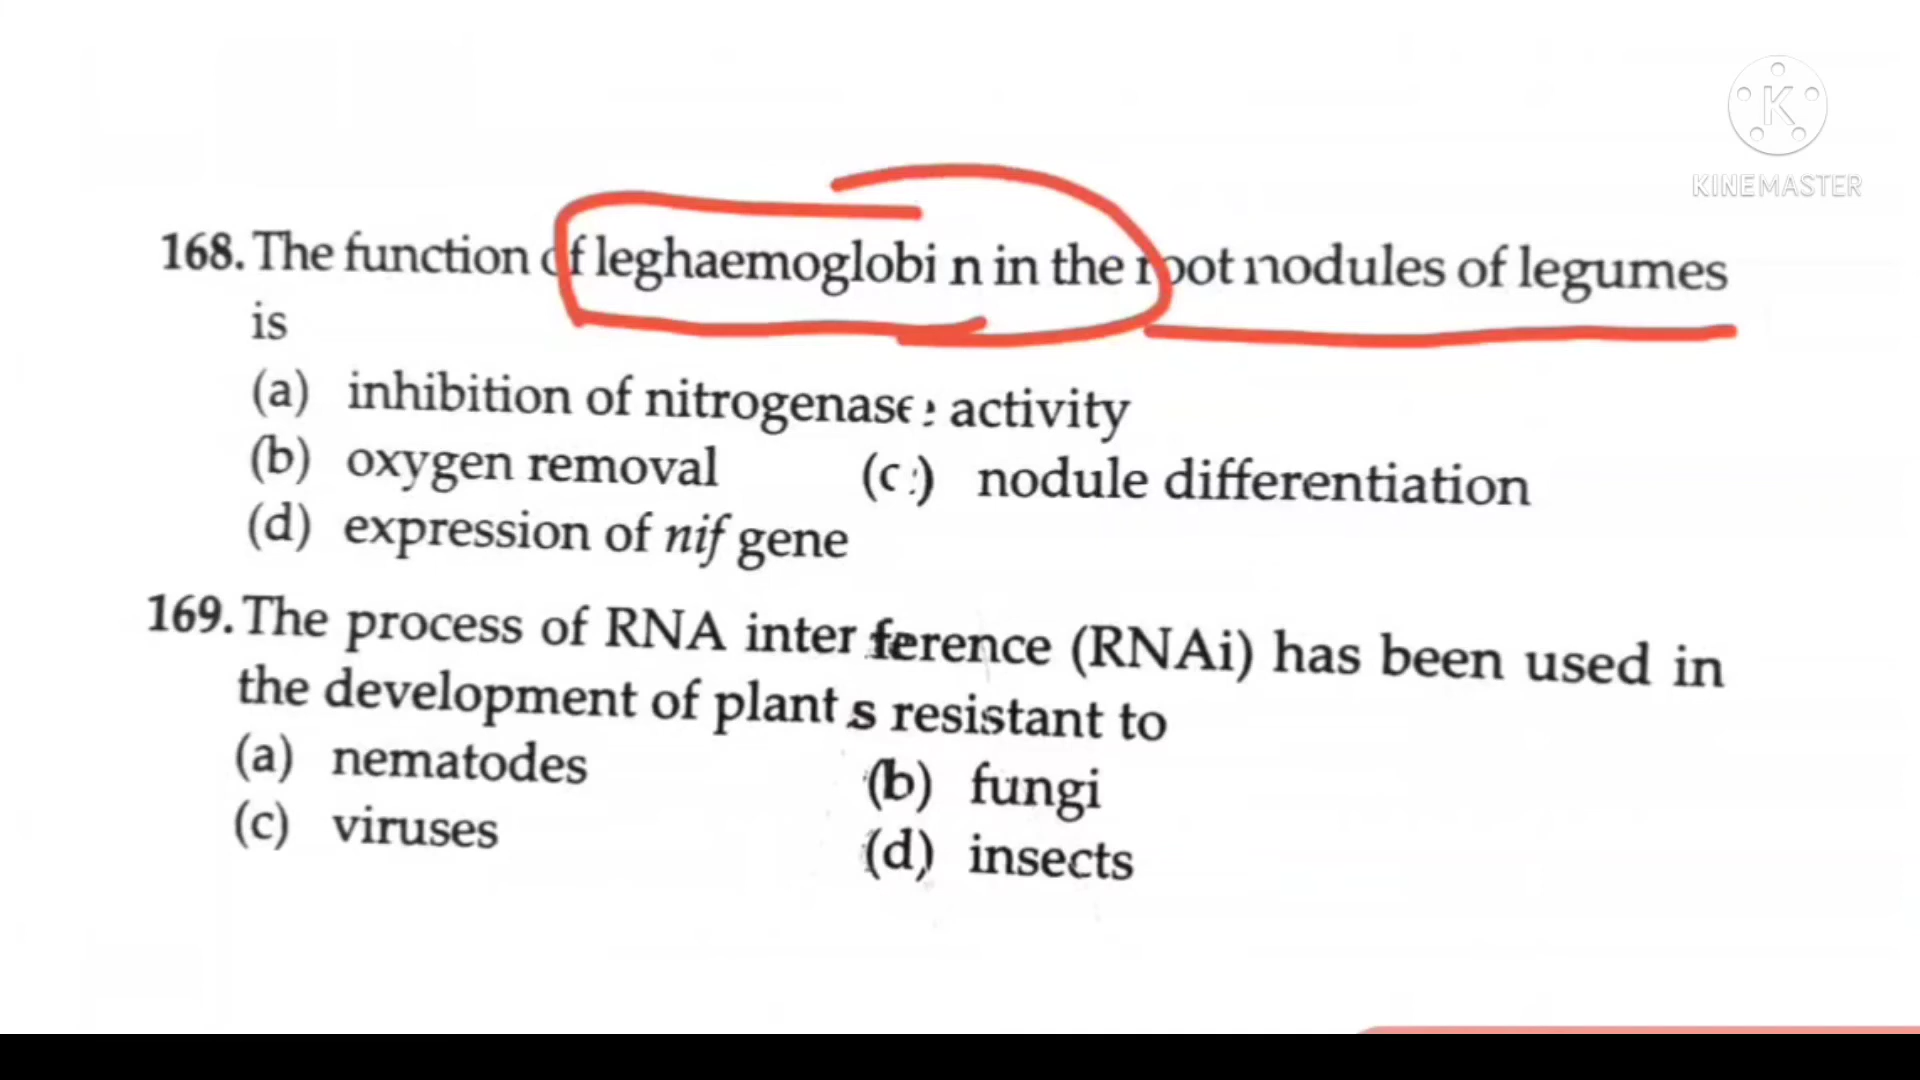 KINEMASTER
168. The function of leghaemoglobin in the root nodules of legumes
is
(a) inhibition of nitrogenase activity
(b) oxygen removal (c) nodule differentiation
(d) expression of nif gene
169. The process of RNA interference (RNAi) has been used in
the development of plants resistant to
(a) nematodes (b) fungi
(c) viruses (d) insects